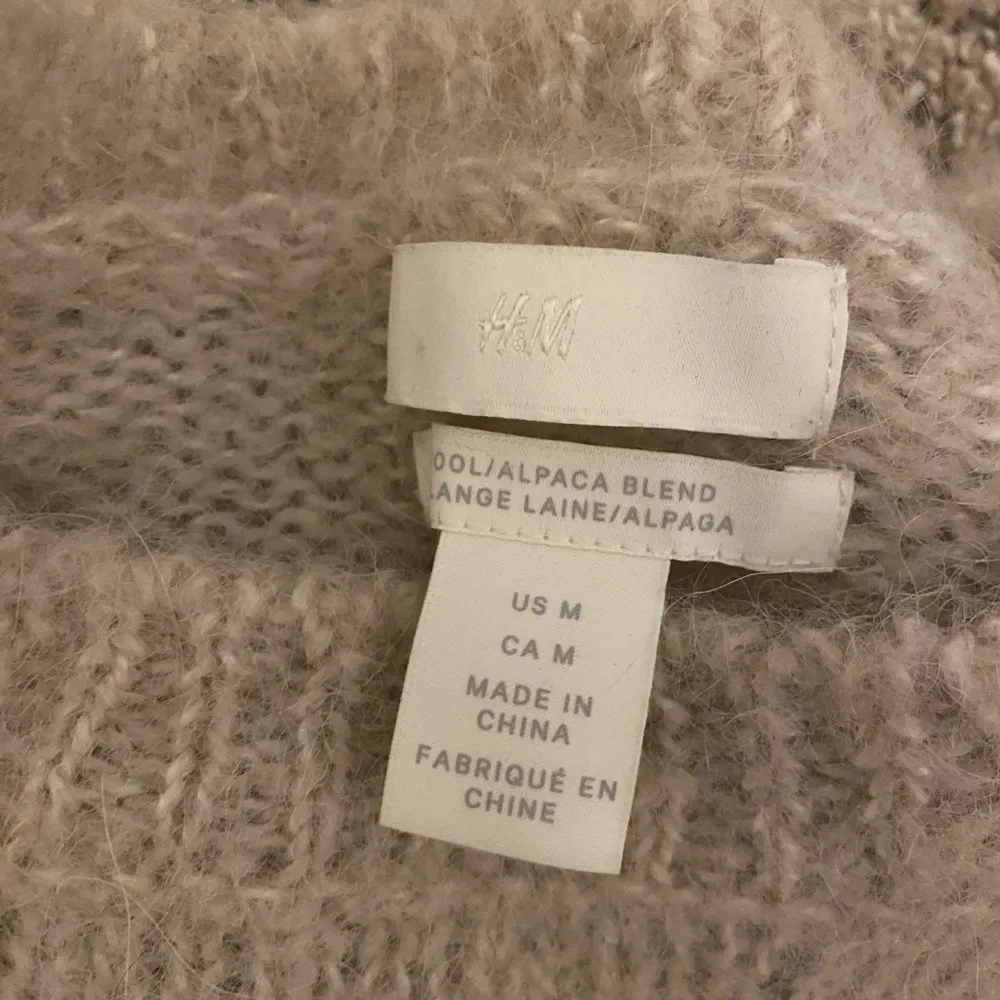 H&M
OOL/ALPACA BLEND
LANGE LAINE/ALPAGA
US M
CA M
MADE IN
CHINA
FABRIQUÉ EN
CHINE